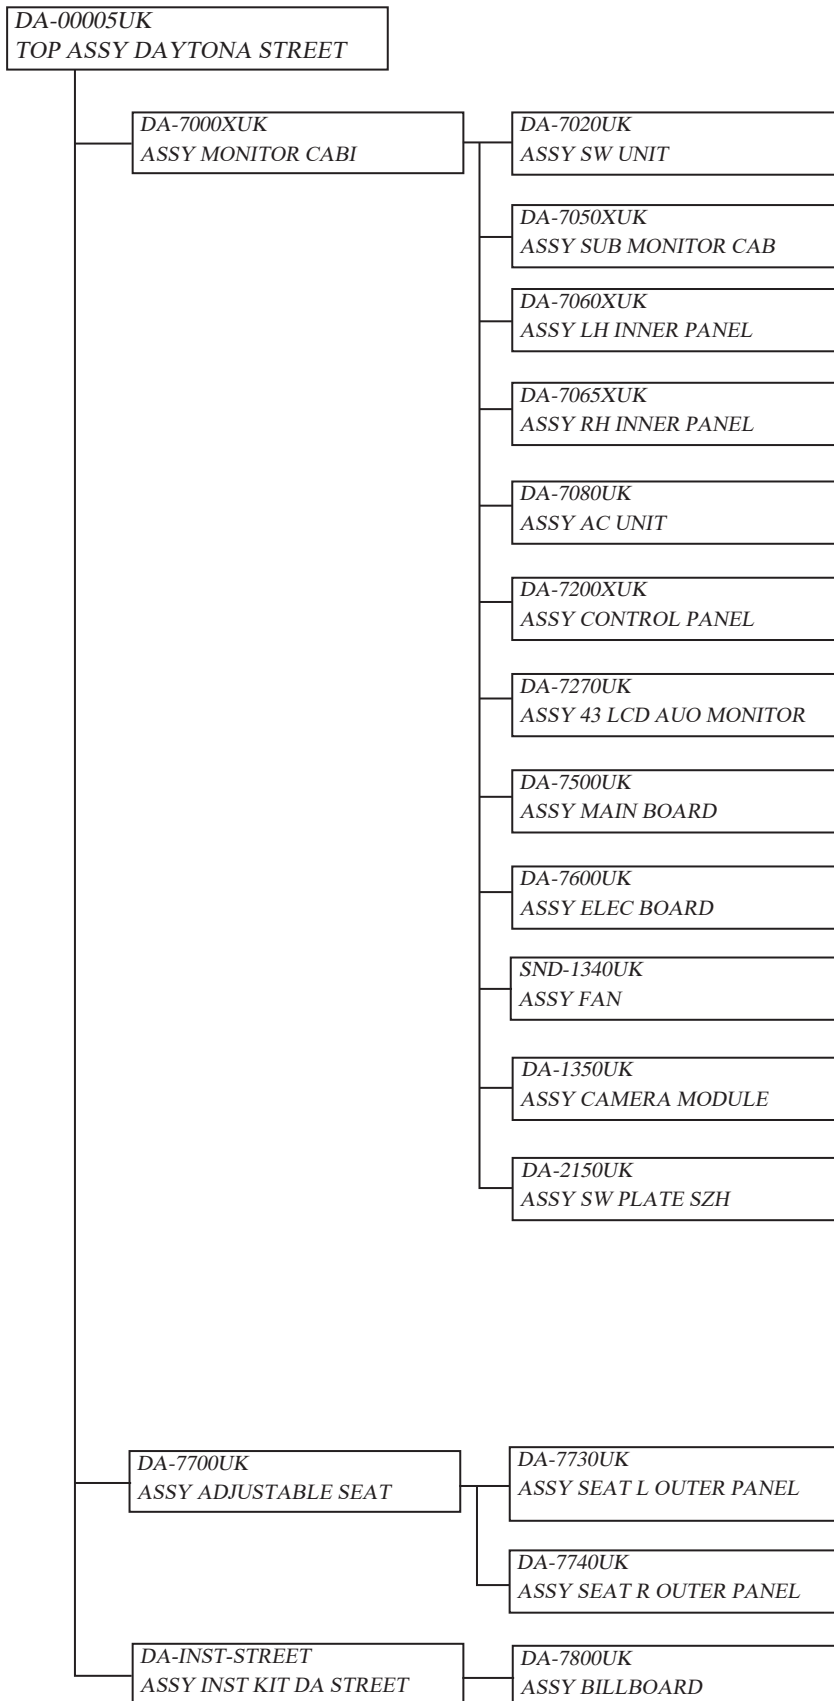 DA-00005UK
TOP ASSY DAYTONA STREET
DA-7000XUK
ASSY MONITOR CABI
DA-7020UK
ASSY SW UNIT
DA-7050XUK
ASSY SUB MONITOR CAB
DA-7060XUK
ASSY LH INNER PANEL
DA-7065XUK
ASSY RH INNER PANEL
DA-7080UK
ASSY AC UNIT
DA-7200XUK
ASSY CONTROL PANEL
DA-7270UK
ASSY 43 LCD AUO MONITOR
DA-7500UK
ASSY MAIN BOARD
DA-7600UK
ASSY ELEC BOARD
SND-1340UK
ASSY FAN
DA-1350UK
ASSY CAMERA MODULE
DA-2150UK
ASSY SW PLATE SZH
DA-7700UK
ASSY ADJUSTABLE SEAT
DA-7730UK
ASSY SEAT L OUTER PANEL
DA-7740UK
ASSY SEAT R OUTER PANEL
DA-INST-STREET
ASSY INST KIT DA STREET
DA-7800UK
ASSY BILLBOARD